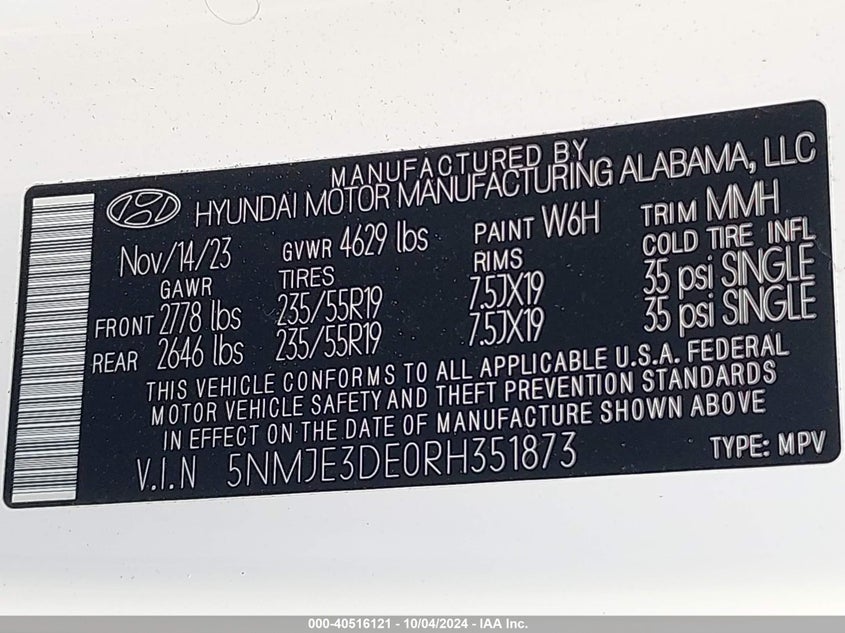 MANUFACTURED BY
HYUNDAI MOTOR MANUFACTURING ALABAMA, LLC
Nov/14/23 GVWR 4629 lbs PAINT W6H TRIM MMH
GAWR TIRES RIMS COLD TIRE INFL
FRONT 2778 lbs 235/55R19 7.5JX19 35 psi SINGLE
REAR 2646 lbs 235/55R19 7.5JX19 35 psi SINGLE
THIS VEHICLE CONFORMS TO ALL APPLICABLE U.S.A. FEDERAL
MOTOR VEHICLE SAFETY AND THEFT PREVENTION STANDARDS
IN EFFECT ON THE DATE OF MANUFACTURE SHOWN ABOVE
V.I.N 5NMJE3DE0RH351873 TYPE: MPV
000-40516121 - 10/04/2024 - IAA Inc.